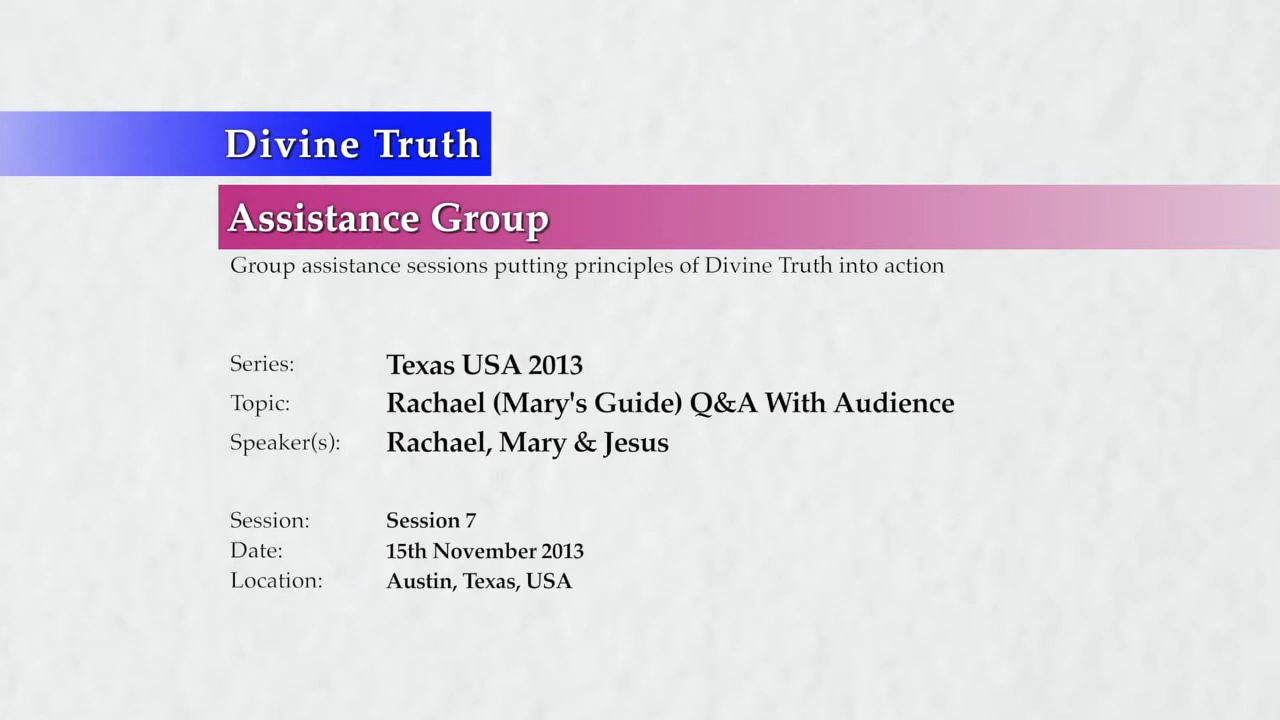 Divine Truth
Assistance Group
Group assistance sessions putting principles of Divine Truth into action
Series: Texas USA 2013
Topic: Rachael (Mary's Guide) Q&A With Audience
Speaker(s): Rachael, Mary & Jesus
Session: Session 7
Date: 15th November 2013
Location: Austin, Texas, USA